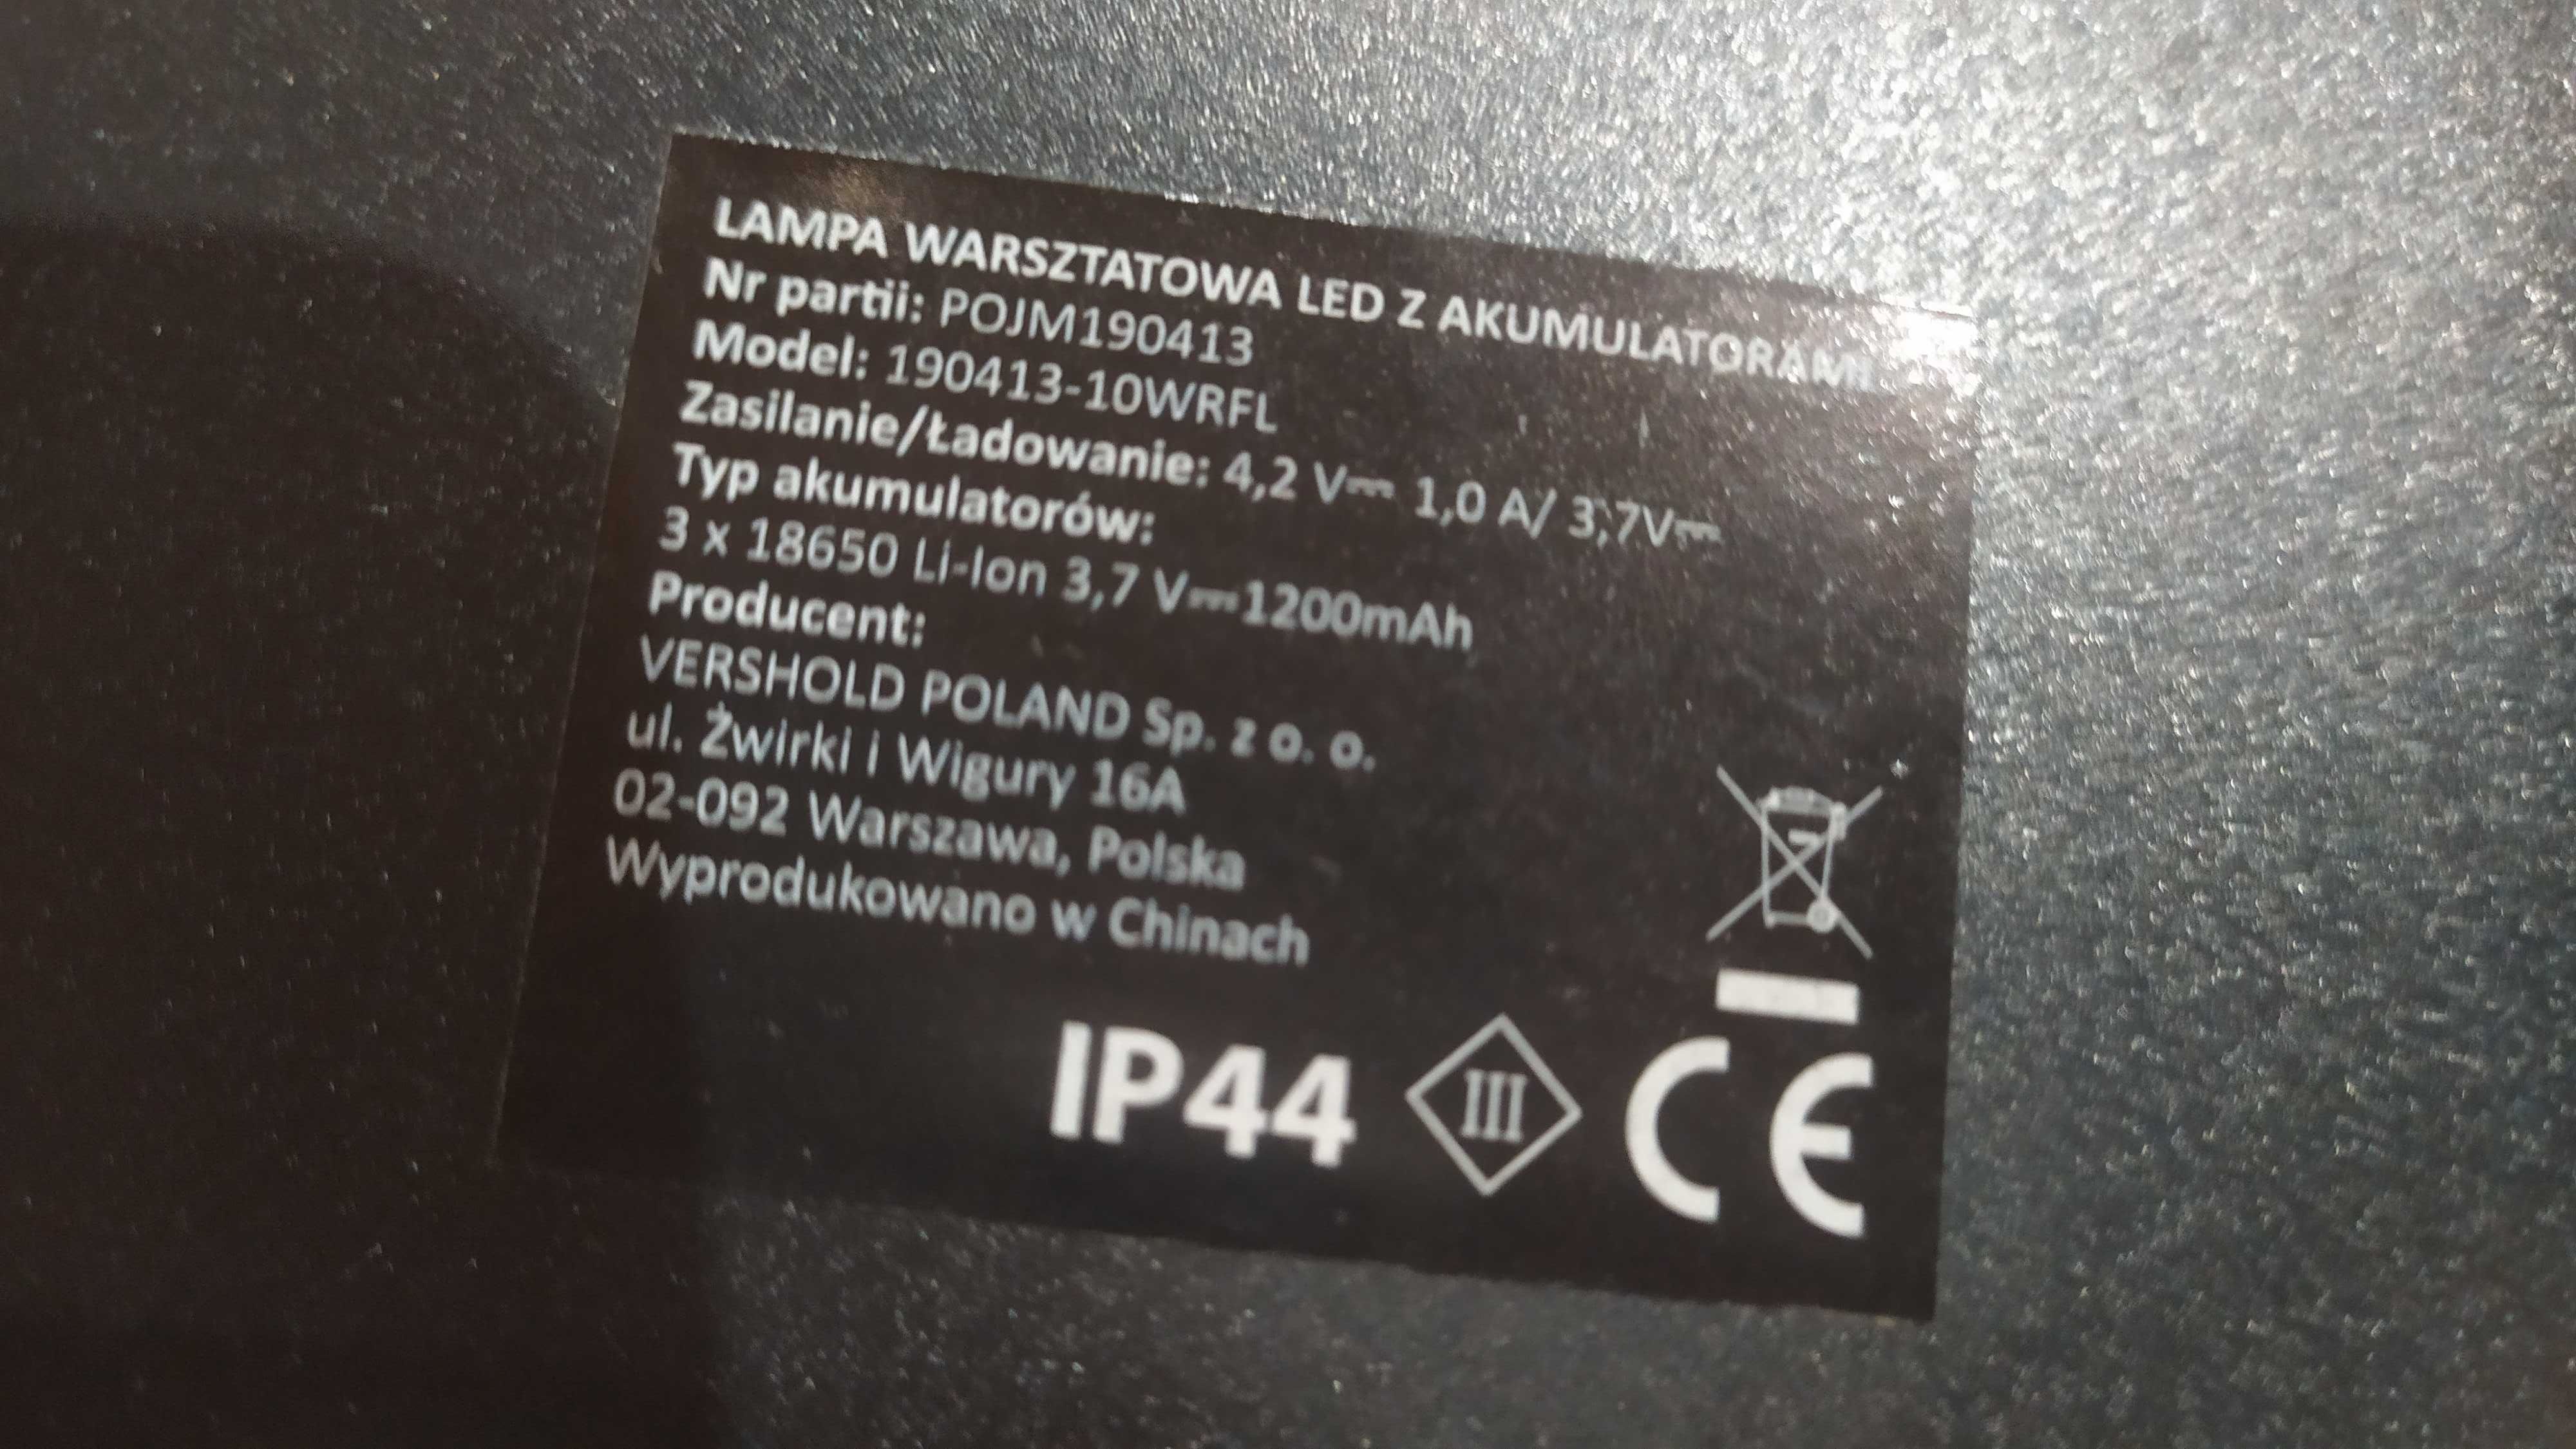 LAMPA WARSZTATOWA LED Z AKUMULATORAMI
Nr partii: POJM190413
Model: 190413-10WRFL
Zasilanie/Ładowanie: 4,2 V⎓ 1,0 A/ 3,7V⎓
Typ akumulatorów:
3 x 18650 Li-Ion 3,7 V⎓1200mAh
Producent:
VERSHOLD POLAND Sp. z o. o.
ul. Żwirki i Wigury 16A
02-092 Warszawa, Polska
Wyprodukowano w Chinach
IP44 III CE